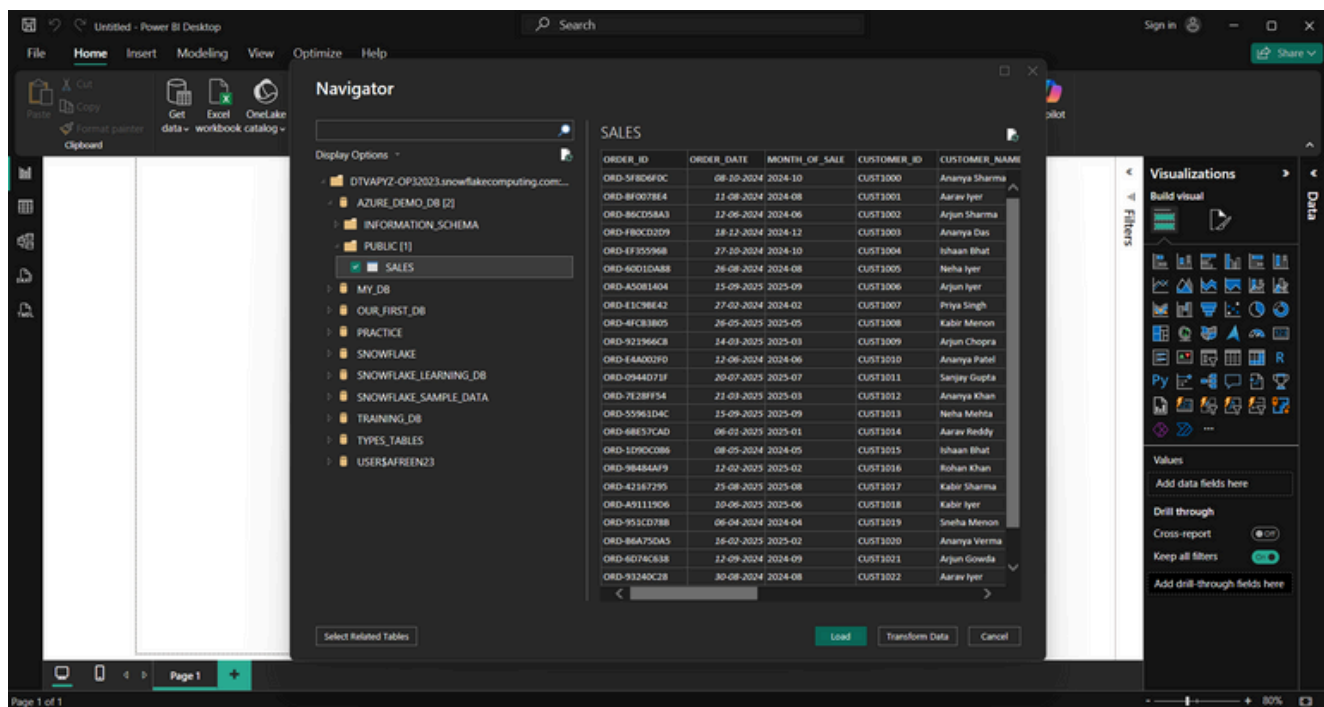 Untitled - Power BI Desktop
Search
Sign in
File Home Insert Modeling View Optimize Help
Share
Paste
Cut
Copy
Format painter
Clipboard
Get data
Excel workbook
OneLake catalog
Navigator
Display Options
DTVAPYZ-OP32023.snowflakecomputing.com:...
AZURE_DEMO_DB [2]
INFORMATION_SCHEMA
PUBLIC [1]
SALES
MY_DB
OUR_FIRST_DB
PRACTICE
SNOWFLAKE
SNOWFLAKE_LEARNING_DB
SNOWFLAKE_SAMPLE_DATA
TRAINING_DB
TYPES_TABLES
USER$AFREEN23
Select Related Tables
SALES
ORDER_ID ORDER_DATE MONTH_OF_SALE CUSTOMER_ID CUSTOMER_NAME
ORD-5F8D6F0C 08-10-2024 2024-10 CUST1000 Ananya Sharma
ORD-8F0078E4 11-08-2024 2024-08 CUST1001 Aarav Iyer
ORD-86CD58A3 12-06-2024 2024-06 CUST1002 Arjun Sharma
ORD-FB0CD2D9 18-12-2024 2024-12 CUST1003 Ananya Das
ORD-EF35596B 27-10-2024 2024-10 CUST1004 Ishaan Bhat
ORD-60D1DA88 26-08-2024 2024-08 CUST1005 Neha Iyer
ORD-A50B1404 15-09-2025 2025-09 CUST1006 Arjun Iyer
ORD-E1C98E42 27-02-2024 2024-02 CUST1007 Priya Singh
ORD-4FCB3805 26-05-2025 2025-05 CUST1008 Kabir Menon
ORD-921966C8 14-03-2025 2025-03 CUST1009 Arjun Chopra
ORD-E4A002F0 12-06-2024 2024-06 CUST1010 Ananya Patel
ORD-0944D71F 20-07-2025 2025-07 CUST1011 Sanjay Gupta
ORD-7E28FF54 21-03-2025 2025-03 CUST1012 Ananya Khan
ORD-55961D4C 15-09-2025 2025-09 CUST1013 Neha Mehta
ORD-68E57CAD 06-01-2025 2025-01 CUST1014 Aarav Reddy
ORD-1D9DC086 08-05-2024 2024-05 CUST1015 Ishaan Bhat
ORD-98484AF9 12-02-2025 2025-02 CUST1016 Rohan Khan
ORD-42167295 25-08-2025 2025-08 CUST1017 Kabir Sharma
ORD-A91119D6 10-06-2025 2025-06 CUST1018 Kabir Iyer
ORD-951CD78B 06-04-2024 2024-04 CUST1019 Sneha Menon
ORD-86A75DA5 16-02-2025 2025-02 CUST1020 Ananya Verma
ORD-6D74C638 12-09-2024 2024-09 CUST1021 Arjun Gowda
ORD-93240C28 30-08-2024 2024-08 CUST1022 Aarav Iyer
Load Transform Data Cancel
pilot
Filters
Visualizations
Build visual
R
Py
Values
Add data fields here
Drill through
Cross-report Off
Keep all filters On
Add drill-through fields here
Data
Page 1
Page 1 of 1
80%